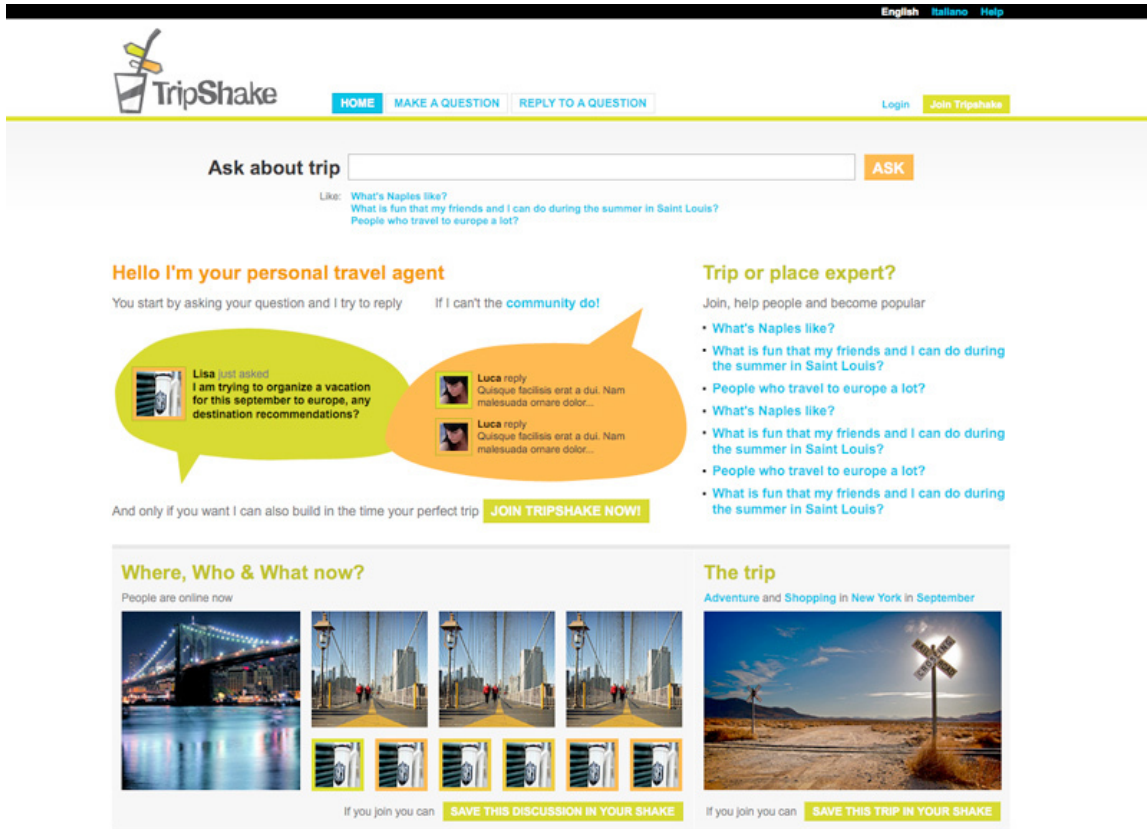 English Italiano Help
TripShake
HOME MAKE A QUESTION REPLY TO A QUESTION
Login Join Tripshake
Ask about trip ASK
Like: What's Naples like?
What is fun that my friends and I can do during the summer in Saint Louis?
People who travel to europe a lot?
Hello I'm your personal travel agent
You start by asking your question and I try to reply
If I can't the community do!
Lisa just asked
I am trying to organize a vacation
for this september to europe, any
destination recommendations?
Luca reply
Quisque facilisis erat a dui. Nam
malesuada ornare dolor...
Luca reply
Quisque facilisis erat a dui. Nam
malesuada ornare dolor...
And only if you want I can also build in the time your perfect trip JOIN TRIPSHAKE NOW!
Trip or place expert?
Join, help people and become popular
• What's Naples like?
• What is fun that my friends and I can do during
the summer in Saint Louis?
• People who travel to europe a lot?
• What's Naples like?
• What is fun that my friends and I can do during
the summer in Saint Louis?
• People who travel to europe a lot?
• What is fun that my friends and I can do during
the summer in Saint Louis?
Where, Who & What now?
People are online now
If you join you can SAVE THIS DISCUSSION IN YOUR SHAKE
The trip
Adventure and Shopping in New York in September
If you join you can SAVE THIS TRIP IN YOUR SHAKE